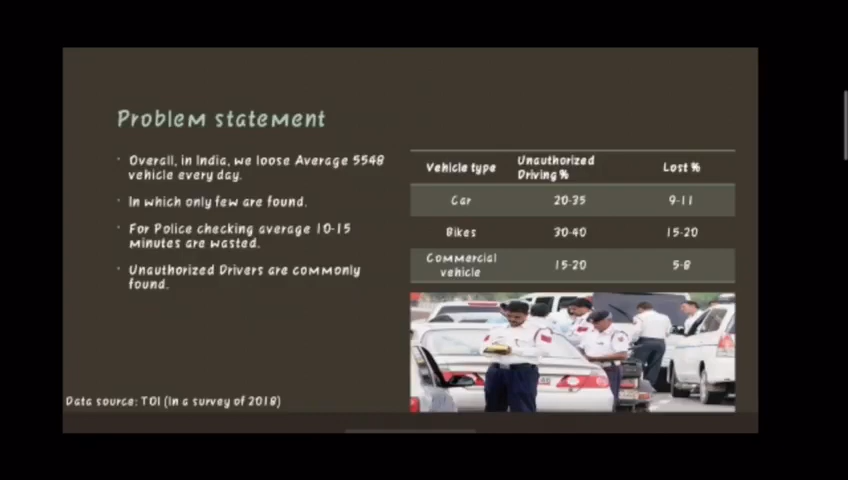 Problem statement
Overall, in India, we loose Average 5548
vehicle every day.
In which only few are found.
For Police checking average 10-15
minutes are wasted.
Unauthorized Drivers are commonly
found.
Vehicle type Unauthorized Driving % Lost %
Car 20-35 9-11
Bikes 30-40 15-20
Commercial vehicle 15-20 5-8
Data source: TOI (In a survey of 2018)